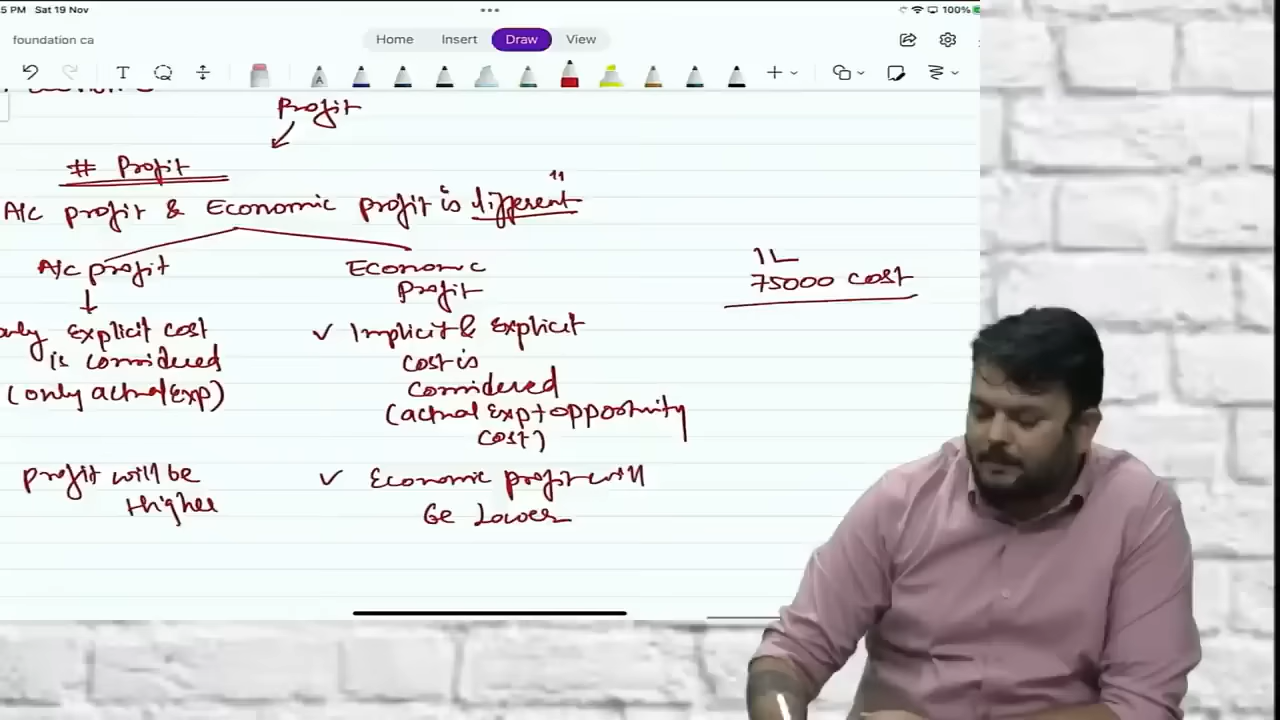 5 PM Sat 19 Nov
100%
foundation ca
Home Insert Draw View
Profit
# Profit
A/c profit & Economic profit is different
A/c profit
Economic
Profit
only Explicit cost
is considered
(only actual Exp)
✓ Implicit & Explicit
cost is
Considered
(actual Exp + opportunity
cost)
profit will be
Higher
✓ Economic profit will
be Lower
1L
75000 cost